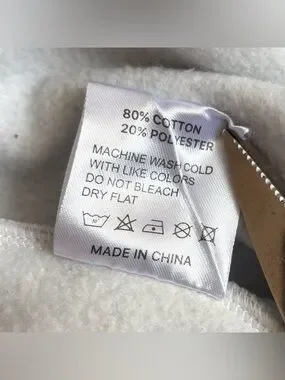 80% COTTON
20% POLYESTER
MACHINE WASH COLD
WITH LIKE COLORS
DO NOT BLEACH
DRY FLAT
MADE IN CHINA